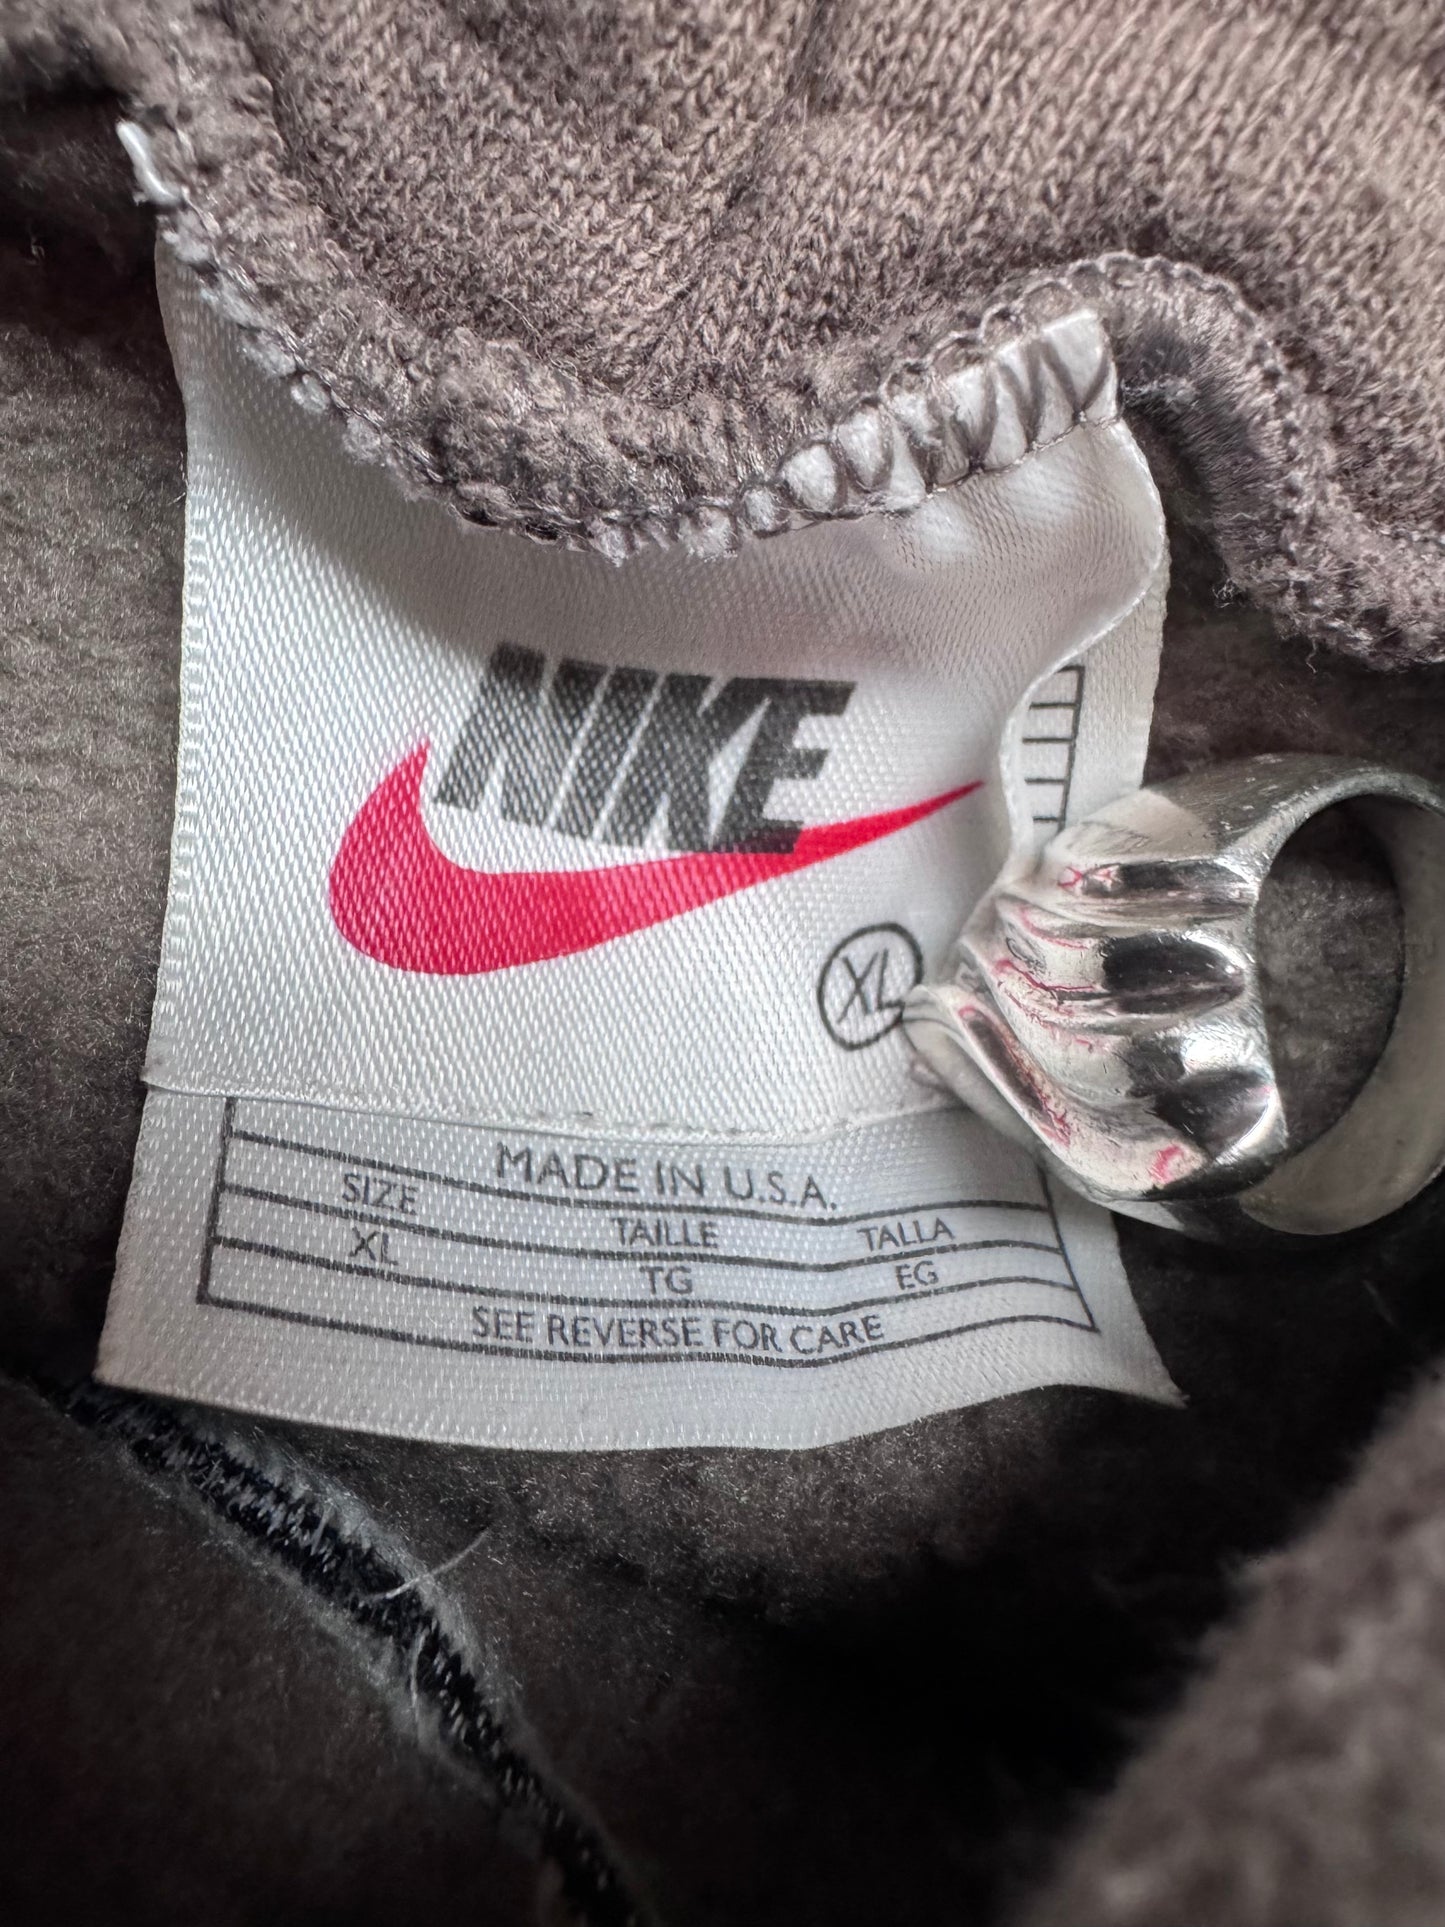 NIKE
XL
MADE IN U.S.A.
SIZE TAILLE TALLA
XL TG EG
SEE REVERSE FOR CARE